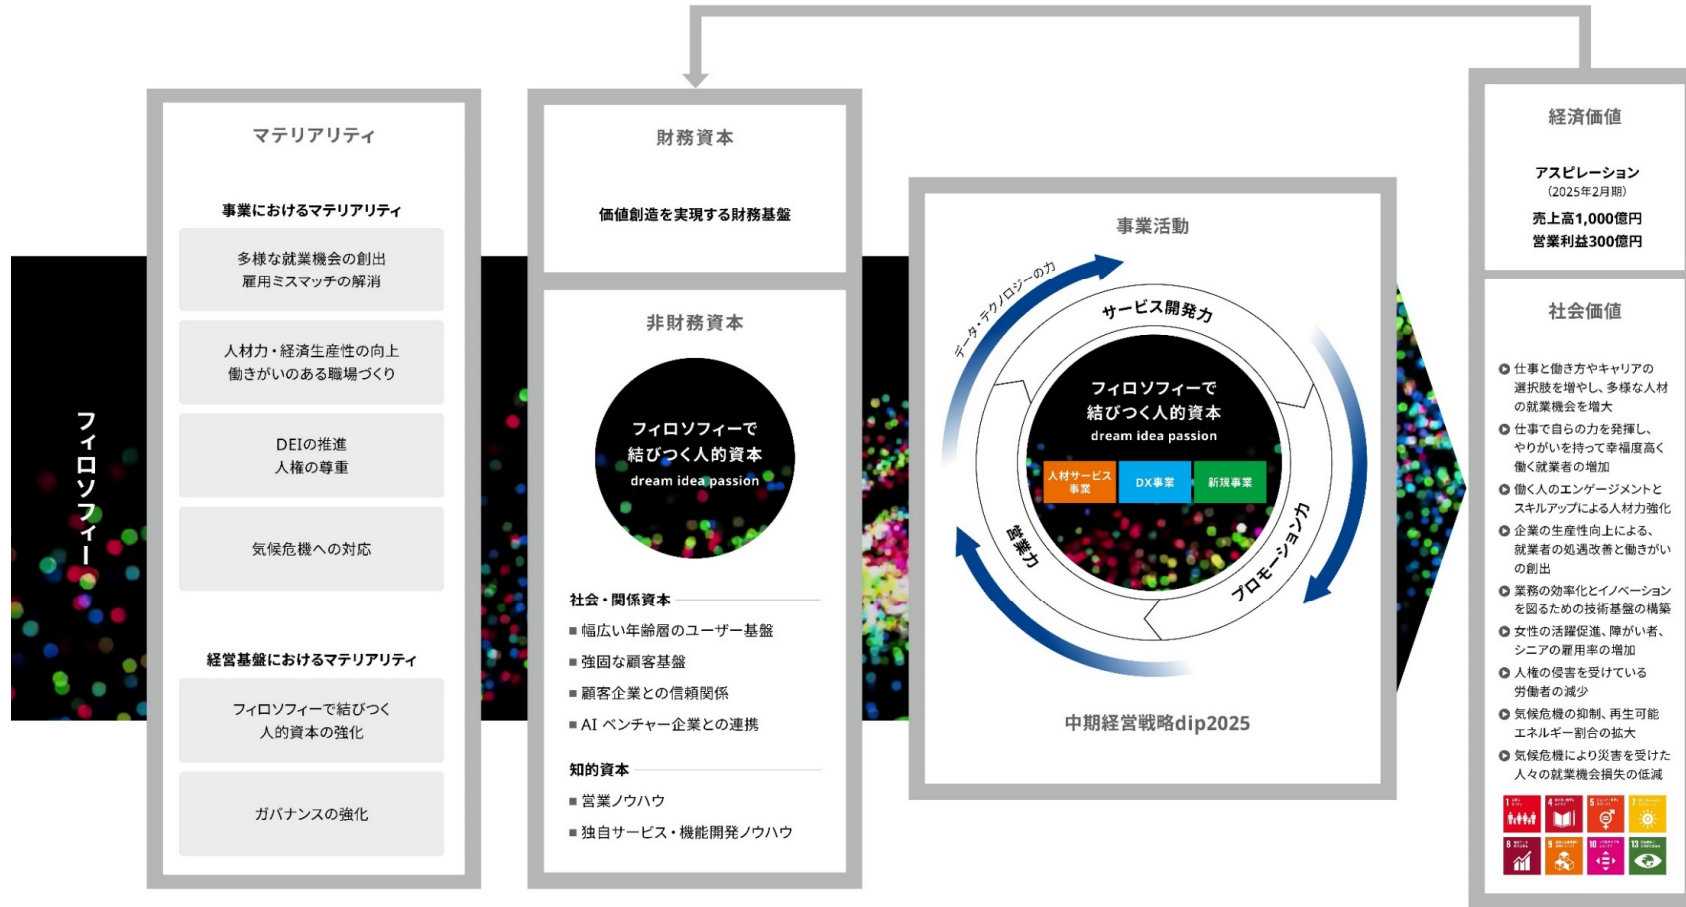 フィロソフィー
マテリアリティ
事業におけるマテリアリティ
多様な就業機会の創出
雇用ミスマッチの解消
人材力・経済生産性の向上
働きがいのある職場づくり
DEIの推進
人権の尊重
気候危機への対応
経営基盤におけるマテリアリティ
フィロソフィーで結びつく
人的資本の強化
ガバナンスの強化
財務資本
価値創造を実現する財務基盤
非財務資本
フィロソフィーで
結びつく人的資本
dream idea passion
社会・関係資本
■ 幅広い年齢層のユーザー基盤
■ 強固な顧客基盤
■ 顧客企業との信頼関係
■ AI ベンチャー企業との連携
知的資本
■ 営業ノウハウ
■ 独自サービス・機能開発ノウハウ
事業活動
データ・テクノロジーの力
サービス開発力
プロモーション力
営業力
フィロソフィーで
結びつく人的資本
dream idea passion
人材サービス
事業
DX事業
新規事業
中期経営戦略dip2025
経済価値
アスピレーション
(2025年2月期)
売上高1,000億円
営業利益300億円
社会価値
仕事と働き方やキャリアの
選択肢を増やし、多様な人材
の就業機会を増大
仕事で自らの力を発揮し、
やりがいを持って幸福度高く
働く就業者の増加
働く人のエンゲージメントと
スキルアップによる人材力強化
企業の生産性向上による、
就業者の処遇改善と働きがい
の創出
業務の効率化とイノベーション
を図るための技術基盤の構築
女性の活躍促進、障がい者、
シニアの雇用率の増加
人権の侵害を受けている
労働者の減少
気候危機の抑制、再生可能
エネルギー割合の拡大
気候危機により災害を受けた
人々の就業機会損失の低減
1
4
5
7
8
9
10
13